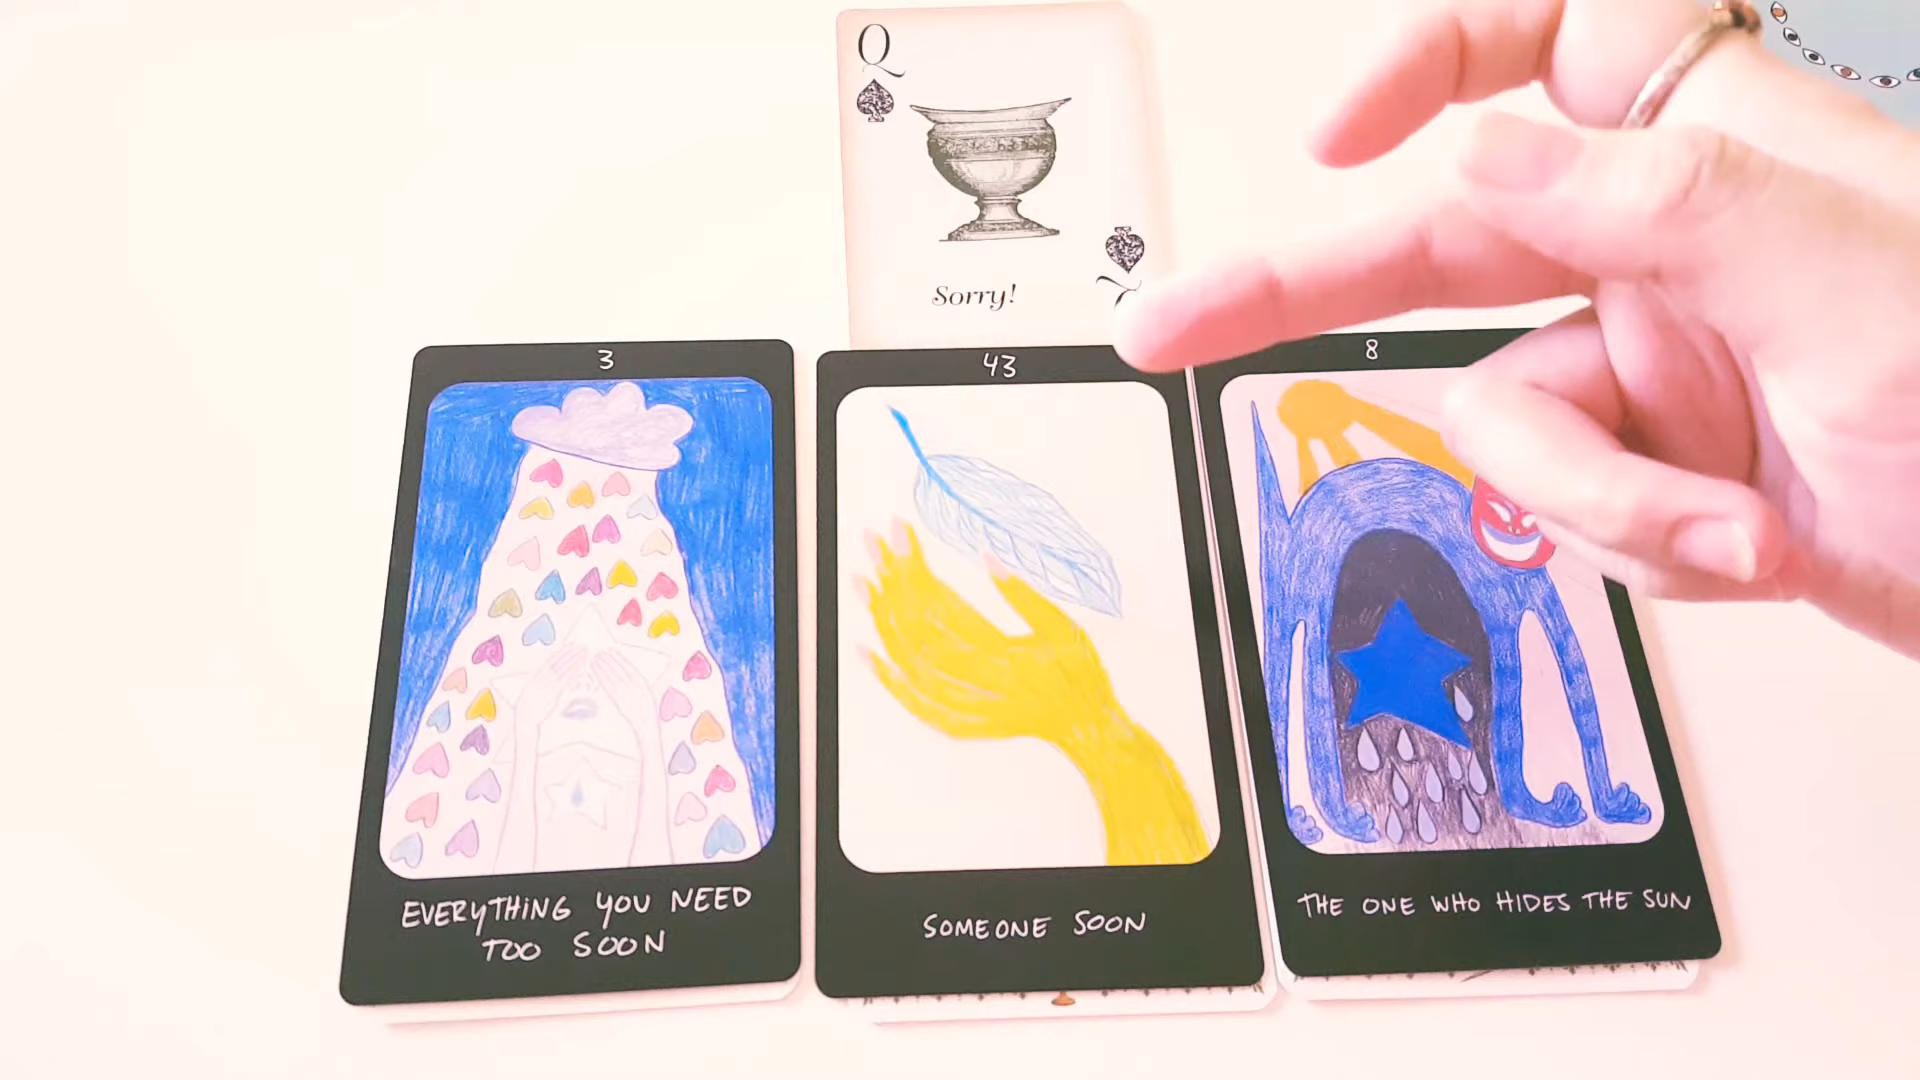 Q
Sorry!
3
43
8
EVERYTHING YOU NEED
TOO SOON
SOMEONE SOON
THE ONE WHO HIDES THE SUN